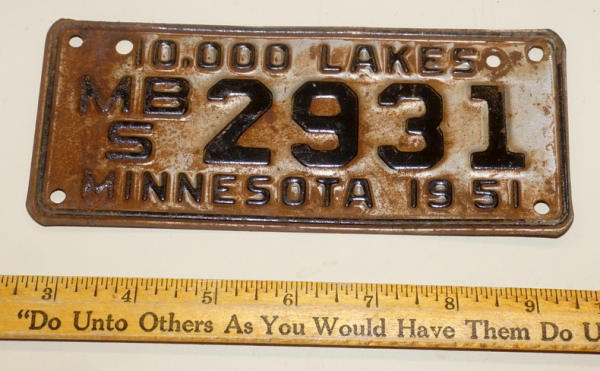 10,000 LAKES
MB 2931
S
MINNESOTA 1951
3 4 5 6 7 8 9
"Do Unto Others As You Would Have Them Do U